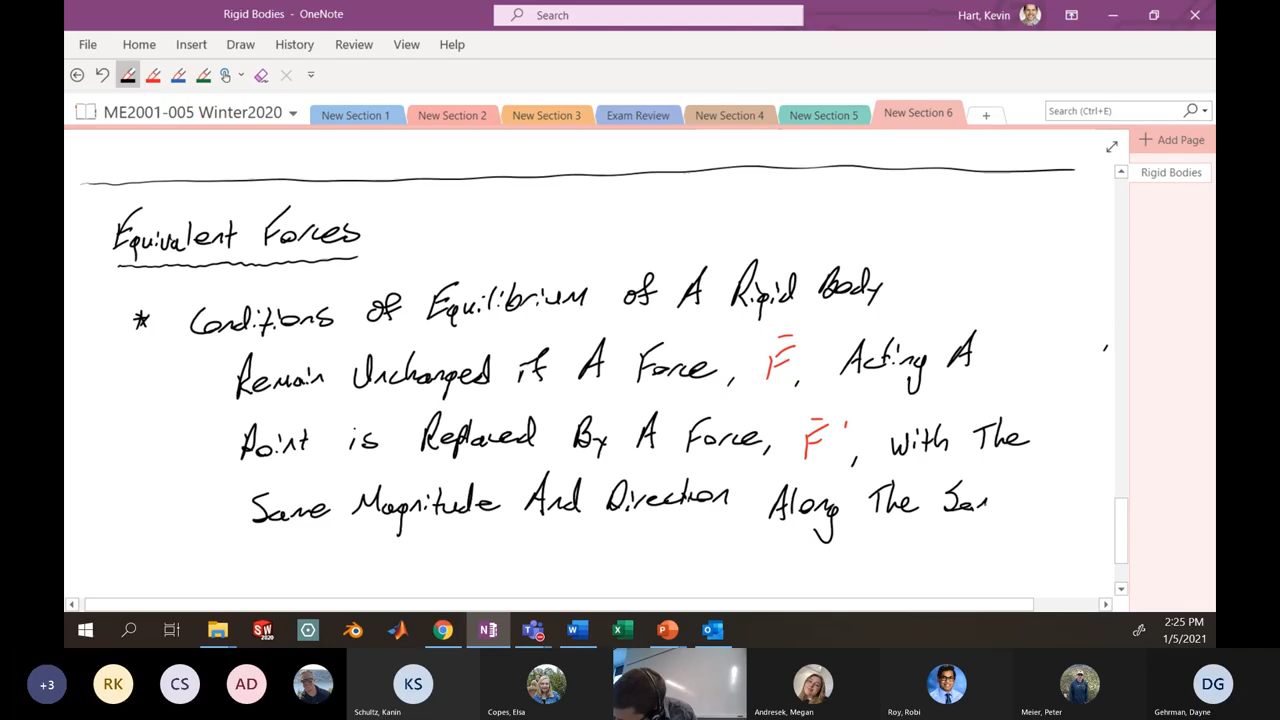 Rigid Bodies - OneNote
Search
Hart, Kevin
File Home Insert Draw History Review View Help
ME2001-005 Winter2020
New Section 1
New Section 2
New Section 3
Exam Review
New Section 4
New Section 5
New Section 6
+
Search (Ctrl+E)
+ Add Page
Rigid Bodies
Equivalent Forces
* Conditions of Equilibrium of A Rigid Body
Remain Unchanged if A Force, F̄, Acting A
Point is Replaced By A Force, F̄', With The
Same Magnitude And Direction Along The Sam
2:25 PM
1/5/2021
+3
RK
CS
AD
KS
Schultz, Kanin
Copes, Elsa
Andresek, Megan
Roy, Robi
Meier, Peter
DG
Gehrman, Dayne